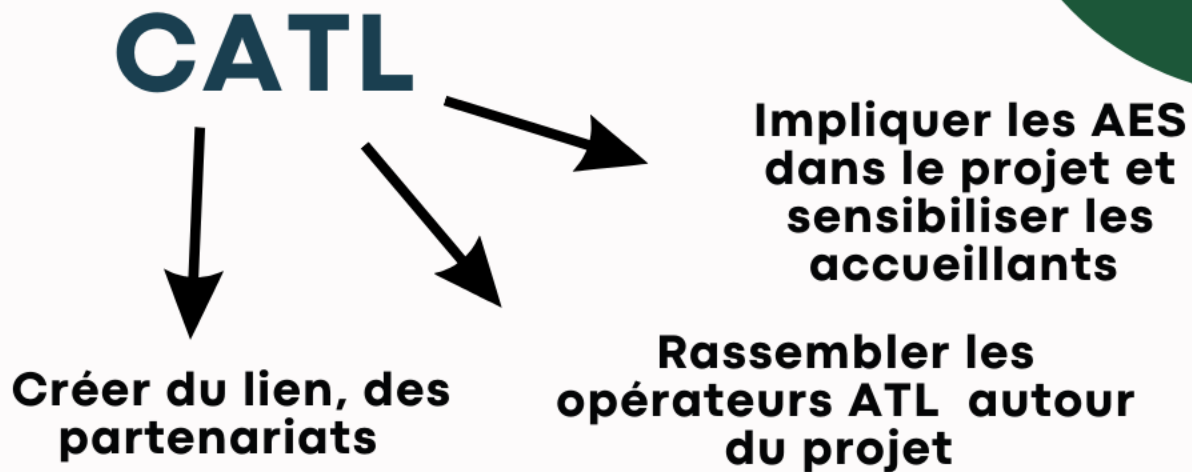 CATL
Impliquer les AES
dans le projet et
sensibiliser les
accueillants
Rassembler les
opérateurs ATL autour
du projet
Créer du lien, des
partenariats